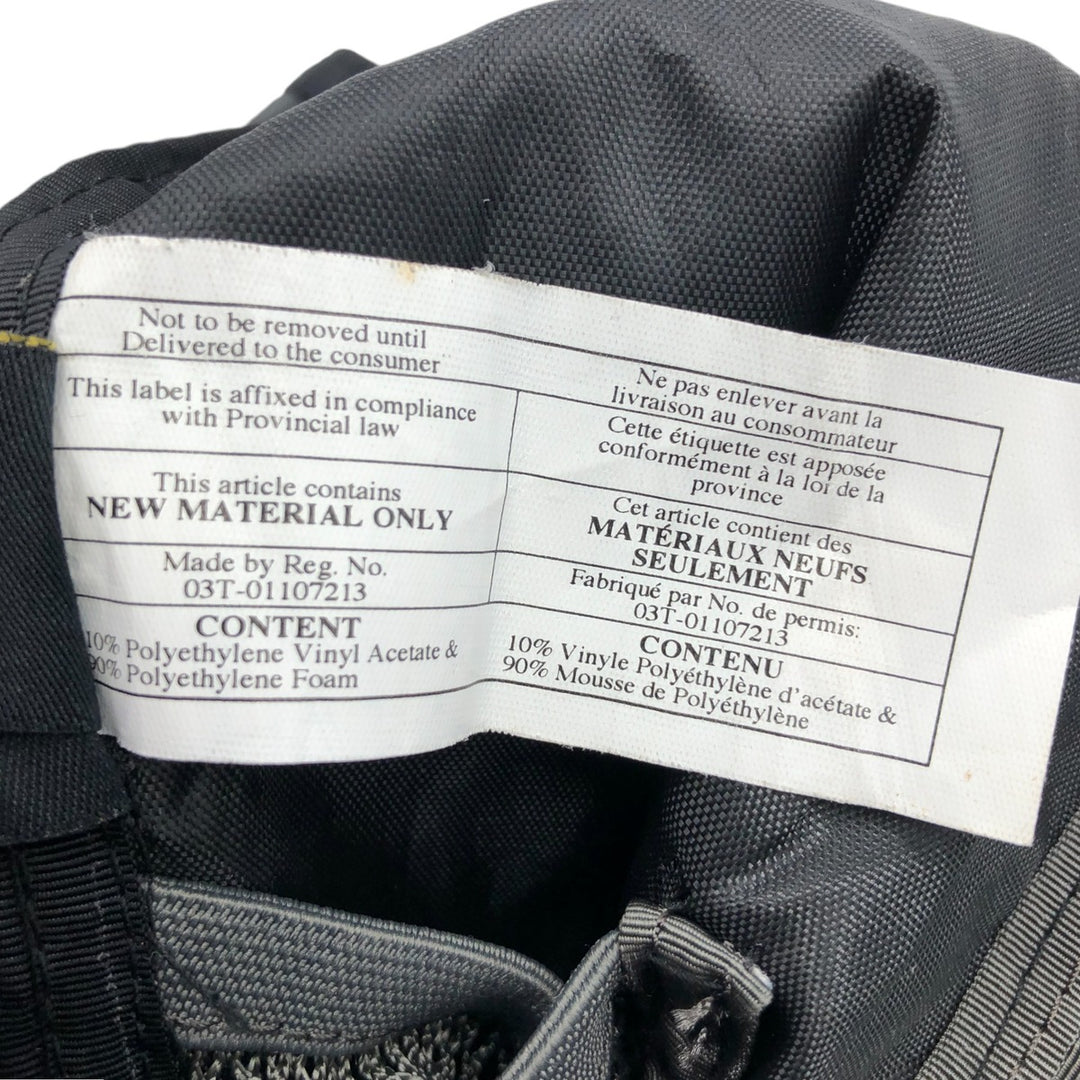 Not to be removed until
Delivered to the consumer
This label is affixed in compliance
with Provincial law
This article contains
NEW MATERIAL ONLY
Made by Reg. No.
03T-01107213
CONTENT
10% Polyethylene Vinyl Acetate &
90% Polyethylene Foam
Ne pas enlever avant la
livraison au consommateur
Cette étiquette est apposée
conformément à la loi de la
province
Cet article contient des
MATÉRIAUX NEUFS
SEULEMENT
Fabriqué par No. de permis:
03T-01107213
CONTENU
10% Vinyle Polyéthylène d'acétate &
90% Mousse de Polyéthylène